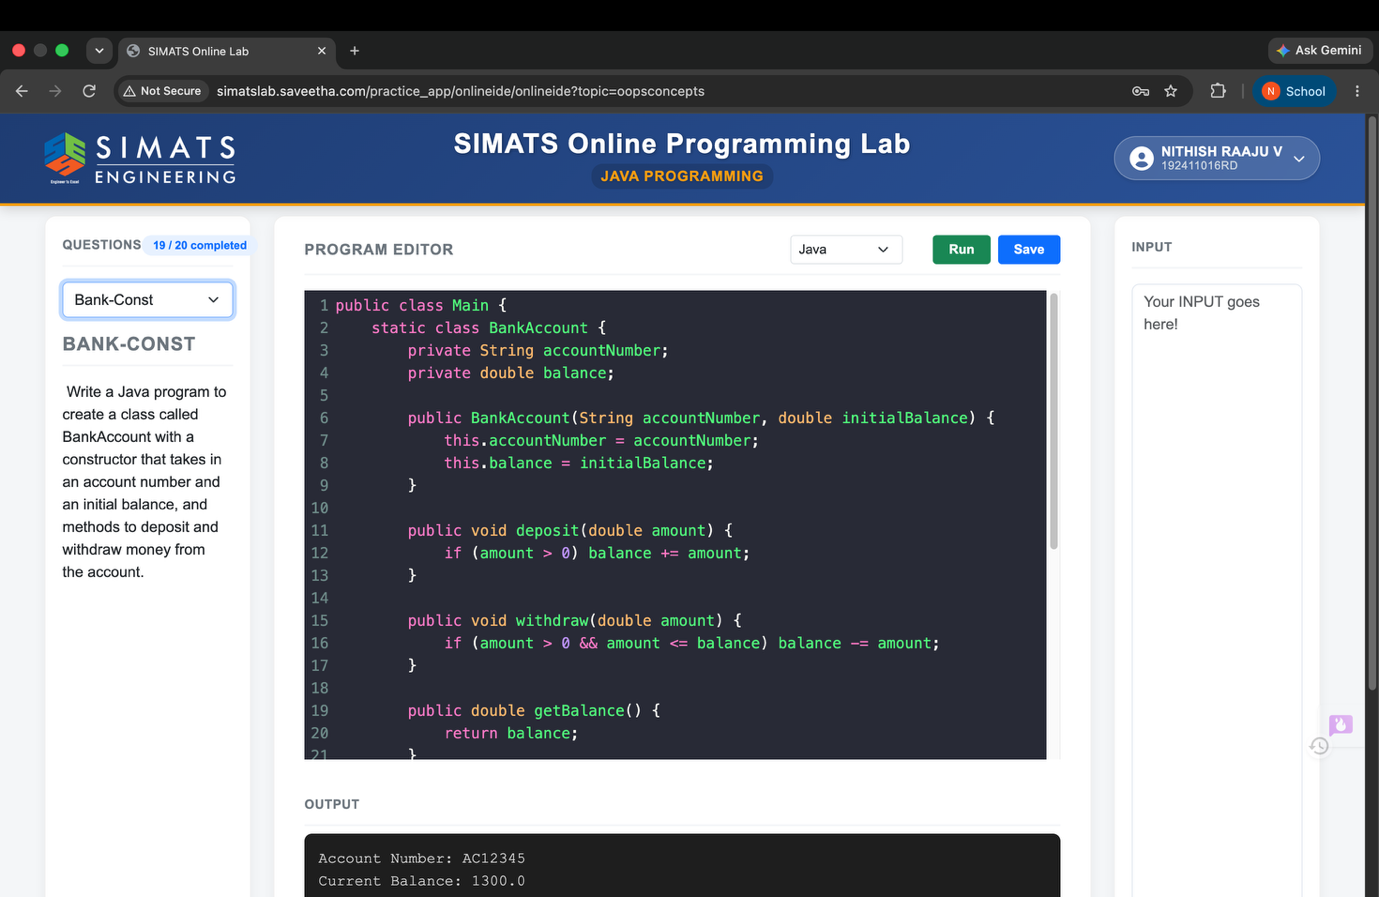 SIMATS Online Lab
Ask Gemini
Not Secure
simatslab.saveetha.com/practice_app/onlineide/onlineide?topic=oopsconcepts
N School
SIMATS
ENGINEERING
Engineer to Excel
SIMATS Online Programming Lab
JAVA PROGRAMMING
NITHISH RAAJU V
192411016RD
QUESTIONS 19 / 20 completed
Bank-Const
BANK-CONST
Write a Java program to
create a class called
BankAccount with a
constructor that takes in
an account number and
an initial balance, and
methods to deposit and
withdraw money from
the account.
PROGRAM EDITOR
Java
Run
Save
1 public class Main {
2     static class BankAccount {
3         private String accountNumber;
4         private double balance;
5
6         public BankAccount(String accountNumber, double initialBalance) {
7             this.accountNumber = accountNumber;
8             this.balance = initialBalance;
9         }
10
11         public void deposit(double amount) {
12             if (amount > 0) balance += amount;
13         }
14
15         public void withdraw(double amount) {
16             if (amount > 0 && amount <= balance) balance -= amount;
17         }
18
19         public double getBalance() {
20             return balance;
21         }
OUTPUT
Account Number: AC12345
Current Balance: 1300.0
INPUT
Your INPUT goes
here!